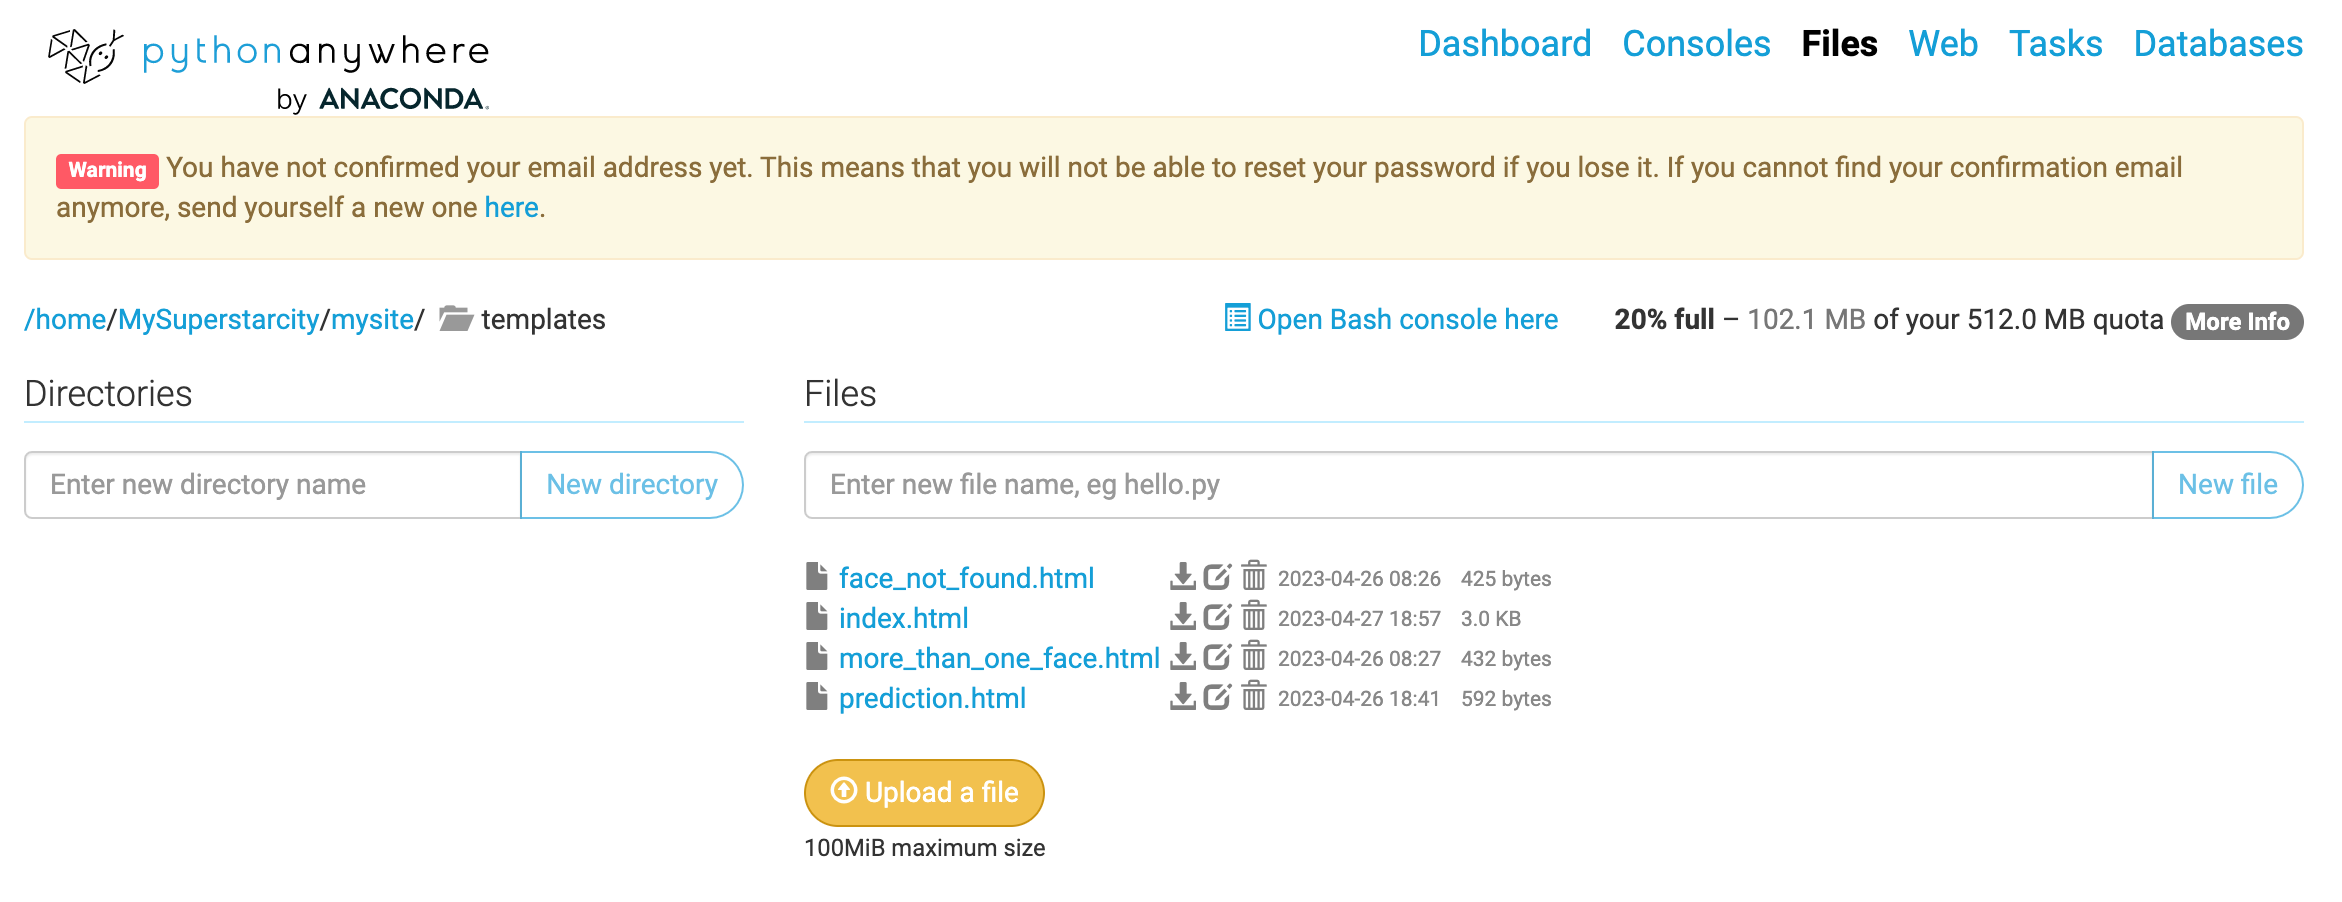 pythonanywhere
by ANACONDA.
Dashboard Consoles Files Web Tasks Databases
Warning You have not confirmed your email address yet. This means that you will not be able to reset your password if you lose it. If you cannot find your confirmation email
anymore, send yourself a new one here.
/home/MySuperstarcity/mysite/ templates
Open Bash console here
20% full – 102.1 MB of your 512.0 MB quota More Info
Directories
Enter new directory name New directory
Files
Enter new file name, eg hello.py New file
face_not_found.html 2023-04-26 08:26 425 bytes
index.html 2023-04-27 18:57 3.0 KB
more_than_one_face.html 2023-04-26 08:27 432 bytes
prediction.html 2023-04-26 18:41 592 bytes
Upload a file
100MiB maximum size